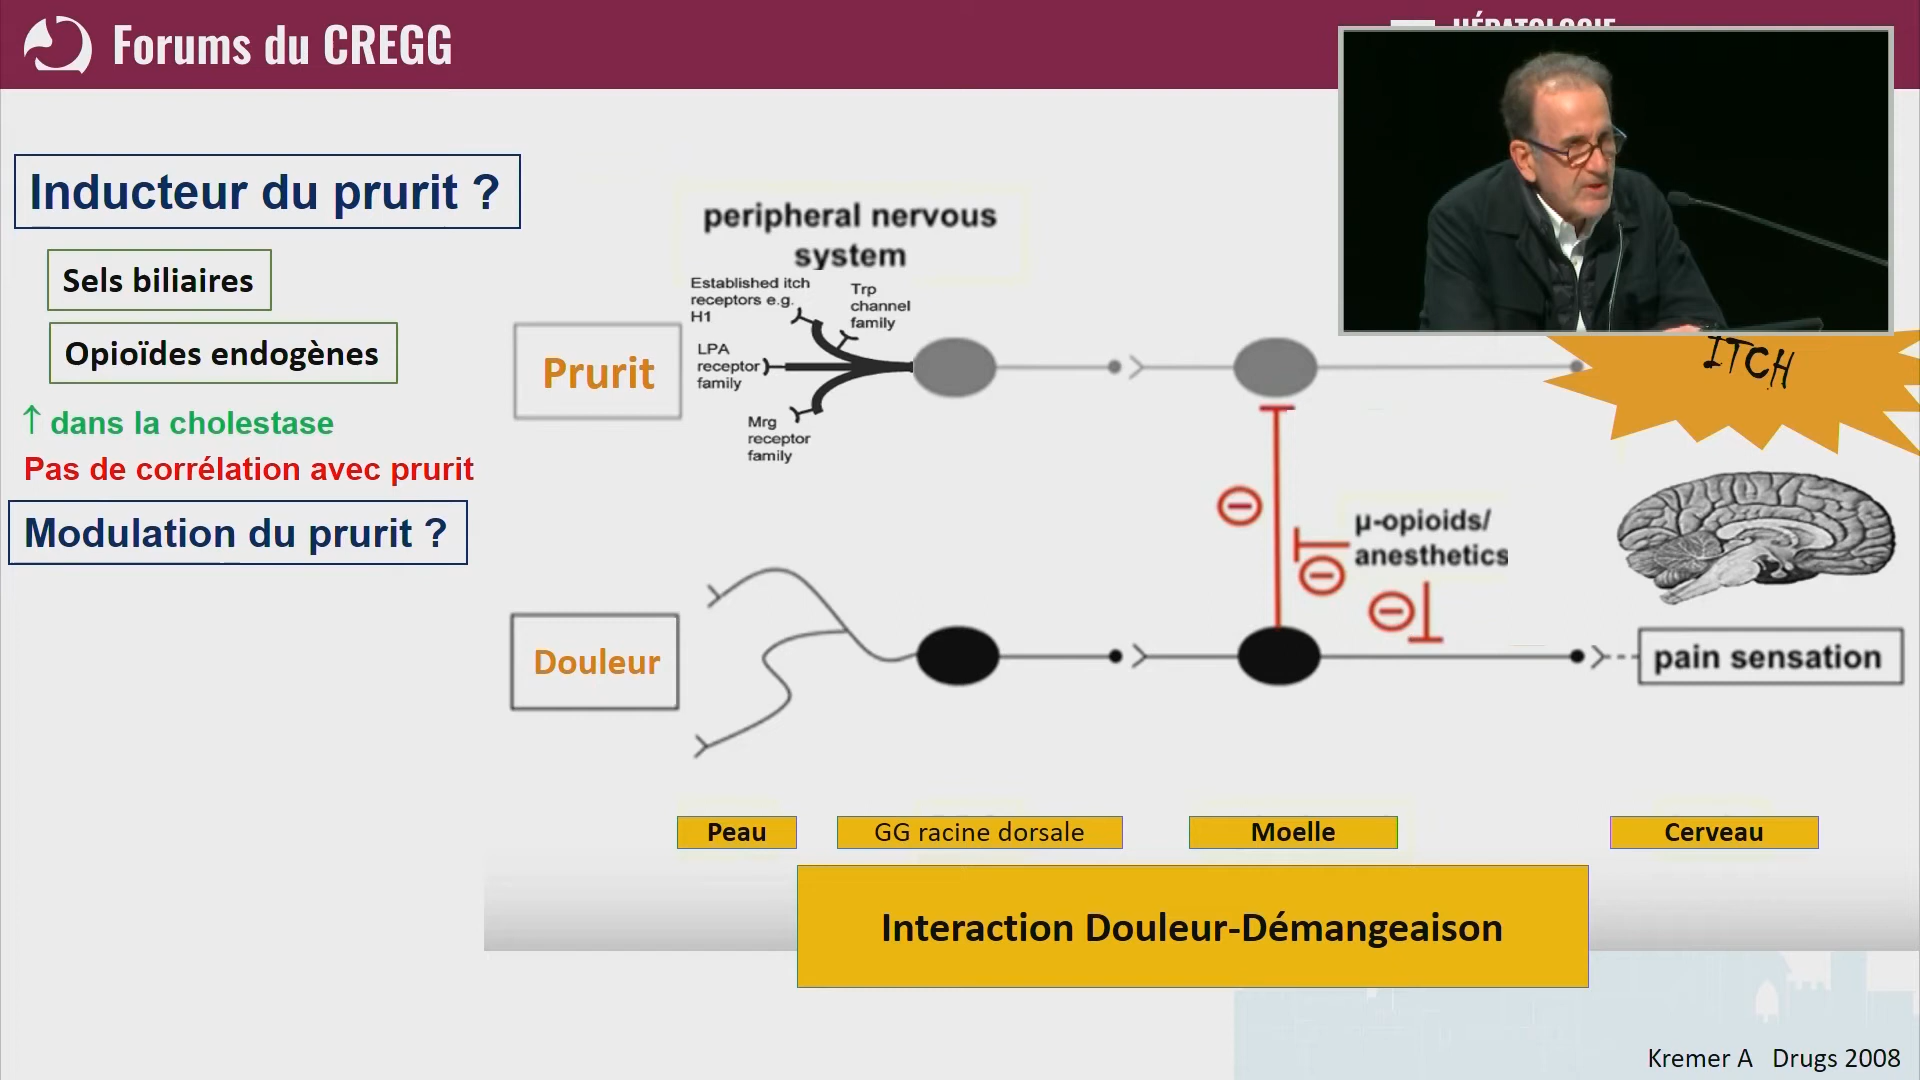 Forums du CREGG
HÉPATOLOGIE
Inducteur du prurit ?
Sels biliaires
Opioïdes endogènes
↑ dans la cholestase
Pas de corrélation avec prurit
Modulation du prurit ?
peripheral nervous
system
Established itch
receptors e.g.
H1
Trp
channel
family
LPA
receptor
family
Mrg
receptor
family
Prurit
ITCH
µ-opioids/
anesthetics
Douleur
pain sensation
Peau
GG racine dorsale
Moelle
Cerveau
Interaction Douleur-Démangeaison
Kremer A Drugs 2008